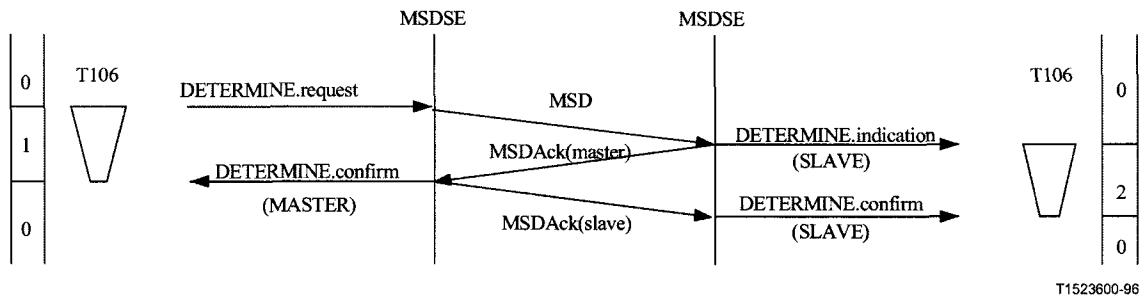 MSDSE MSDSE
0 T106 T106 0
DETERMINE.request MSD
1 MSDAck(master) DETERMINE.indication
(SLAVE)
DETERMINE.confirm
(MASTER) 2
0 MSDAck(slave) DETERMINE.confirm
(SLAVE) 0
T1523600-96